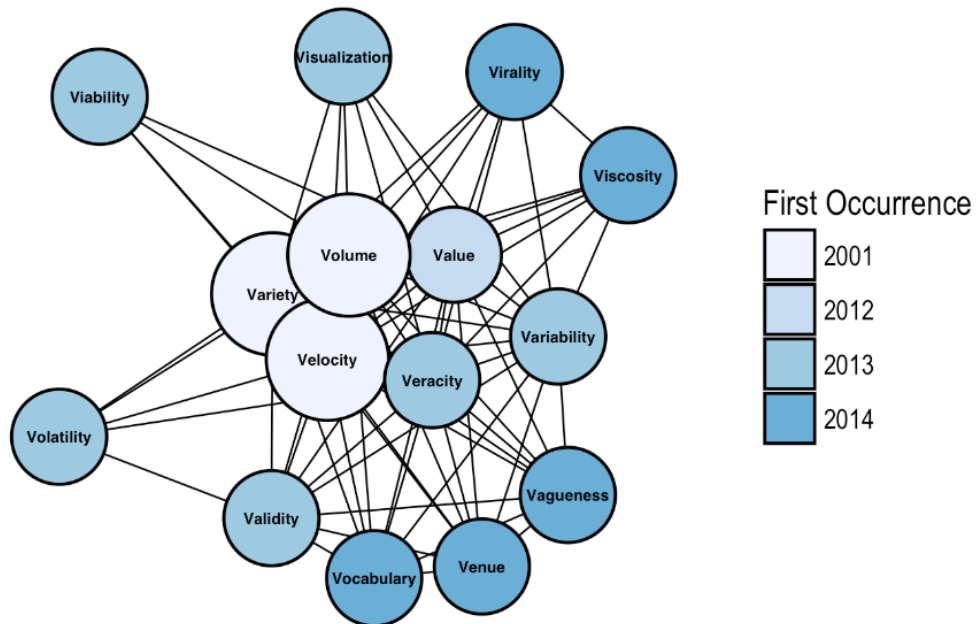 Visualization
Virality
Viability
Viscosity
Volume
Value
Variety
Variability
Velocity
Veracity
Volatility
Vagueness
Validity
Vocabulary
Venue
First Occurrence
2001
2012
2013
2014